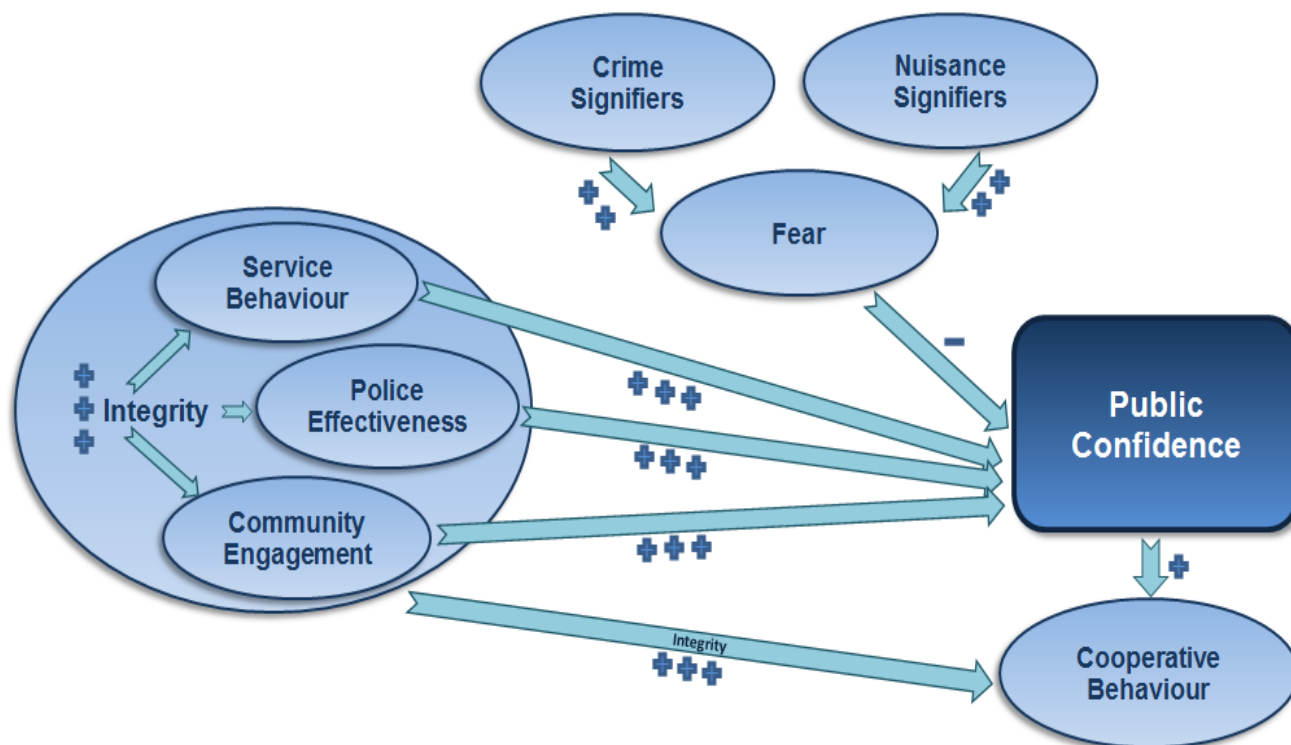 Crime
Signifiers
Nuisance
Signifiers
Fear
Service
Behaviour
Police
Effectiveness
Integrity
Community
Engagement
Public
Confidence
Integrity
Cooperative
Behaviour